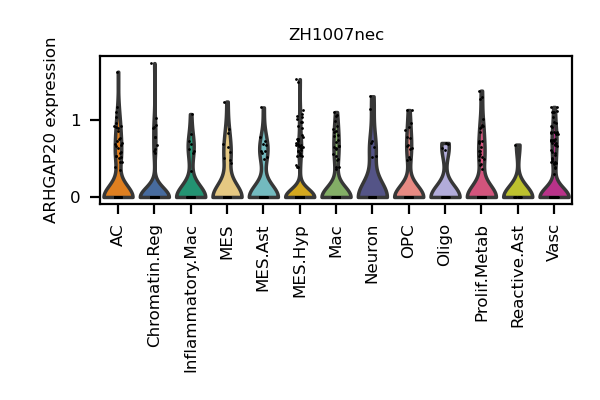 ZH1007nec
ARHGAP20 expression
1
0
AC
Chromatin.Reg
Inflammatory.Mac
MES
MES.Ast
MES.Hyp
Mac
Neuron
OPC
Oligo
Prolif.Metab
Reactive.Ast
Vasc